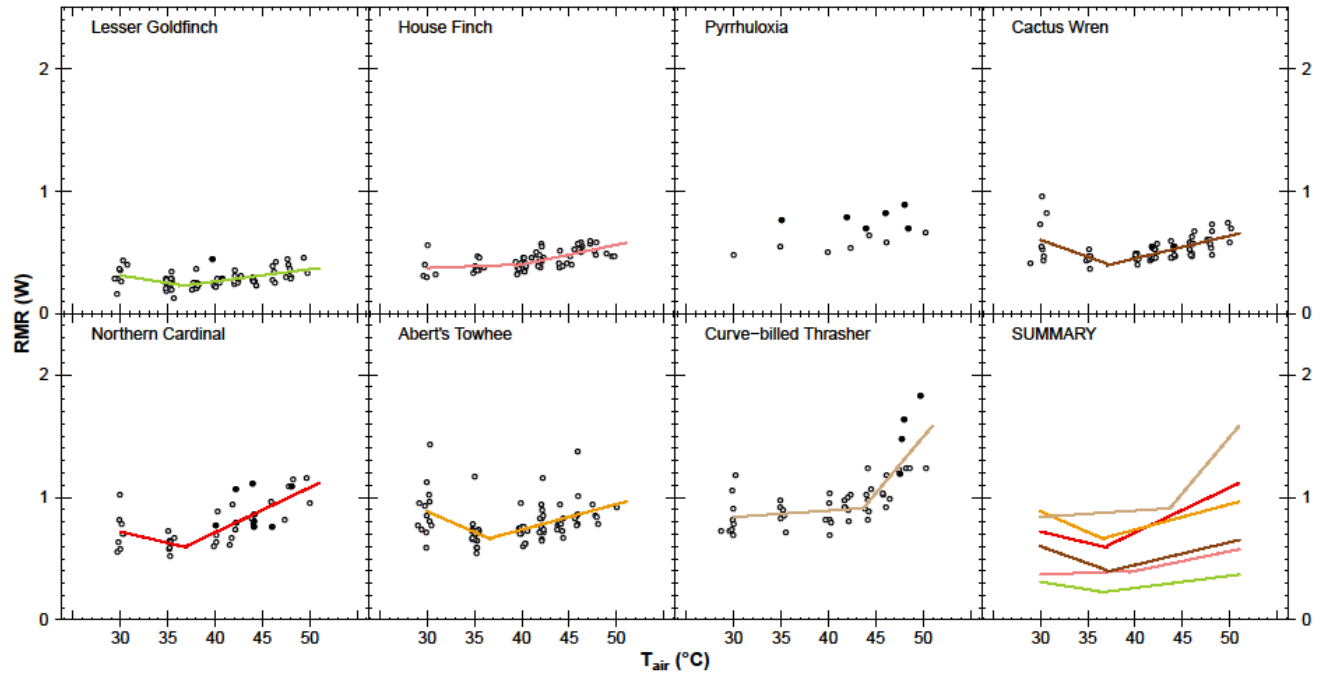 Lesser Goldfinch House Finch Pyrrhuloxia Cactus Wren
2 2
1 1
0 0
Northern Cardinal Abert's Towhee Curve−billed Thrasher SUMMARY
2 2
1 1
0 0
30 35 40 45 50 30 35 40 45 50 30 35 40 45 50 30 35 40 45 50
RMR (W)
Tair (°C)